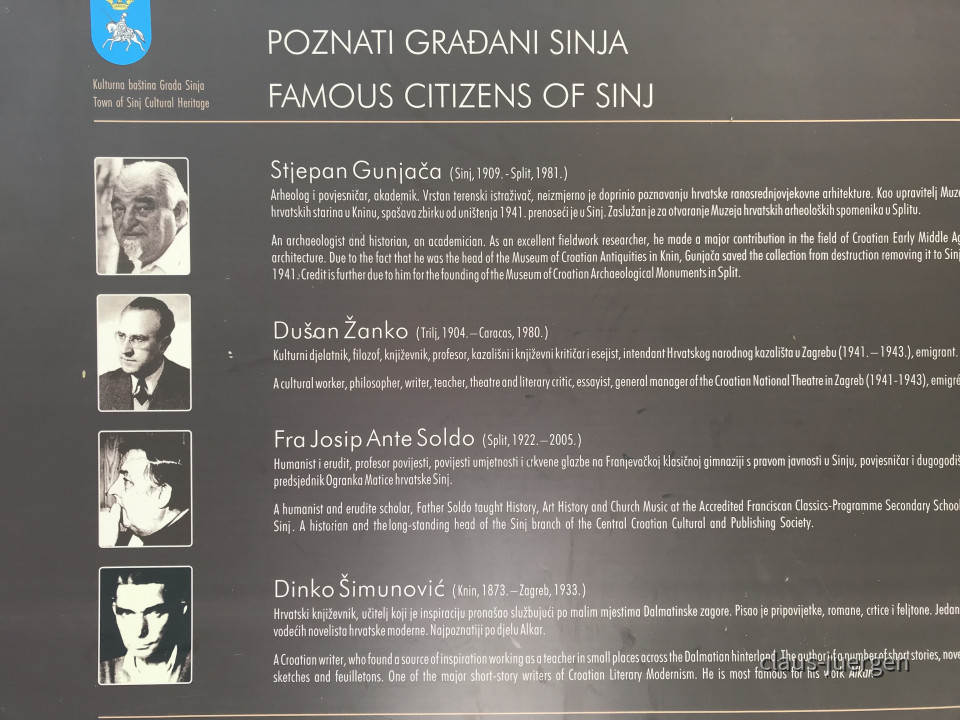 POZNATI GRAĐANI SINJA
FAMOUS CITIZENS OF SINJ
Kulturna baština Grada Sinja
Town of Sinj Cultural Heritage
Stjepan Gunjača (Sinj, 1909. - Split, 1981.)
Arheolog i povjesničar, akademik. Vrstan terenski istraživač, neizmjerno je doprinio poznavanju hrvatske ranosrednjovjekovne arhitekture. Kao upravitelj Muze
hrvatskih starina u Kninu, spašava zbirku od uništenja 1941. prenoseći je u Sinj. Zaslužan je za otvaranje Muzeja hrvatskih arheoloških spomenika u Splitu.
An archaeologist and historian, an academician. As an excellent fieldwork researcher, he made a major contribution in the field of Croatian Early Middle Ag
architecture. Due to the fact that he was the head of the Museum of Croatian Antiquities in Knin, Gunjača saved the collection from destruction removing it to Sinj
1941. Credit is further due to him for the founding of the Museum of Croatian Archaeological Monuments in Split.
Dušan Žanko (Trilj, 1904. – Caracas, 1980.)
Kulturni djelatnik, filozof, književnik, profesor, kazališni i književni kritičar i esejist, intendant Hrvatskog narodnog kazališta u Zagrebu (1941. – 1943.), emigrant.
A cultural worker, philosopher, writer, teacher, theatre and literary critic, essayist, general manager of the Croatian National Theatre in Zagreb (1941-1943), emigré
Fra Josip Ante Soldo (Split, 1922. – 2005.)
Humanist i erudit, profesor povijesti, povijesti umjetnosti i crkvene glazbe na Franjevačkoj klasičnoj gimnaziji s pravom javnosti u Sinju, povjesničar i dugogodiš
predsjednik Ogranka Matice hrvatske Sinj.
A humanist and erudite scholar, Father Soldo taught History, Art History and Church Music at the Accredited Franciscan Classics-Programme Secondary School
Sinj. A historian and the long-standing head of the Sinj branch of the Central Croatian Cultural and Publishing Society.
Dinko Šimunović (Knin, 1873. – Zagreb, 1933.)
Hrvatski književnik, učitelj koji je inspiraciju pronašao službujući po malim mjestima Dalmatinske zagore. Pisao je pripovijetke, romane, crtice i feljtone. Jedan
vodećih novelista hrvatske moderne. Najpoznatiji po djelu Alkar.
A Croatian writer, who found a source of inspiration working as a teacher in small places across the Dalmatian hinterland. The author of a number of short stories, nove
sketches and feuilletons. One of the major short-story writers of Croatian Literary Modernism. He is most famous for his work Alkar.
claus-juergen